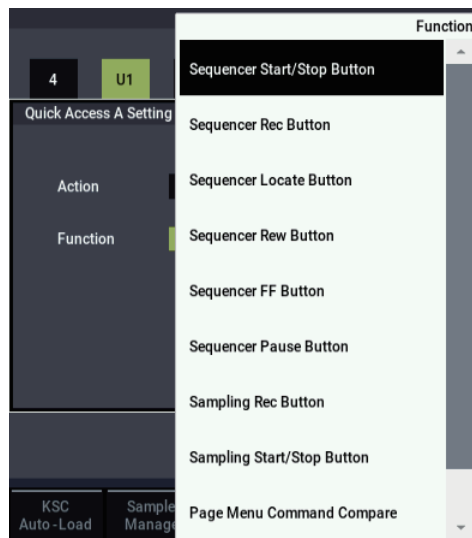 Function
4
U1
Quick Access A Setting
Action
Function
Sequencer Start/Stop Button
Sequencer Rec Button
Sequencer Locate Button
Sequencer Rew Button
Sequencer FF Button
Sequencer Pause Button
Sampling Rec Button
Sampling Start/Stop Button
Page Menu Command Compare
KSC
Auto-Load
Sample
Manag